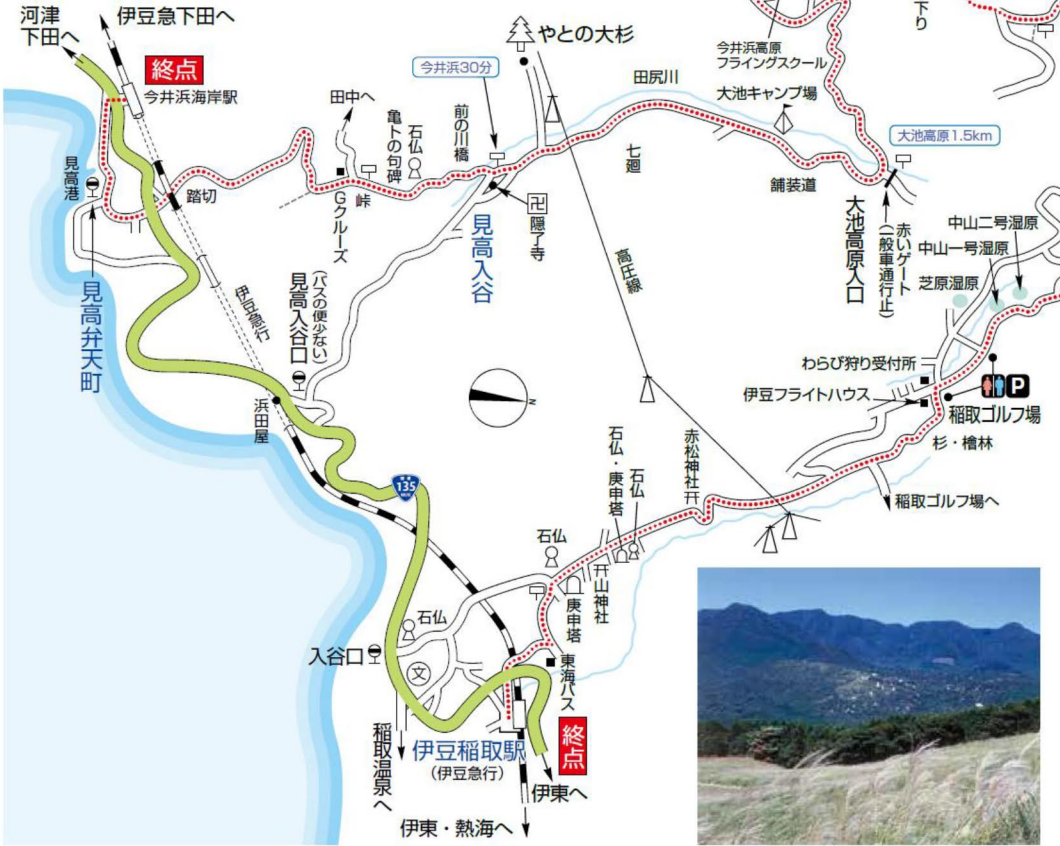 河津
下田へ
伊豆急下田へ
終点
今井浜海岸駅
やとの大杉
今井浜30分
田中へ
亀トの句碑
石仏
前の川橋
田尻川
今井浜高原
フライングスクール
大池キャンプ場
下り
大池高原1.5km
七廻
舗装道
見高港
踏切
Gクルーズ
峠
卍
隠了寺
見高入谷
高圧線
大池高原入口
赤いゲート
(一般車通行止)
中山二号湿原
中山一号湿原
芝原湿原
見高弁天町
伊豆急行
見高入谷口
(バスの便少ない)
浜田屋
N
わらび狩り受付所
伊豆フライトハウス
P
稲取ゴルフ場
杉・檜林
稲取ゴルフ場へ
国道
135
ROUTE
赤松神社
石仏・庚申塔
石仏
石仏
山神社
庚申塔
石仏
入谷口
文
東海バス
稲取温泉へ
伊豆稲取駅
(伊豆急行)
終点
伊東へ
伊東・熱海へ